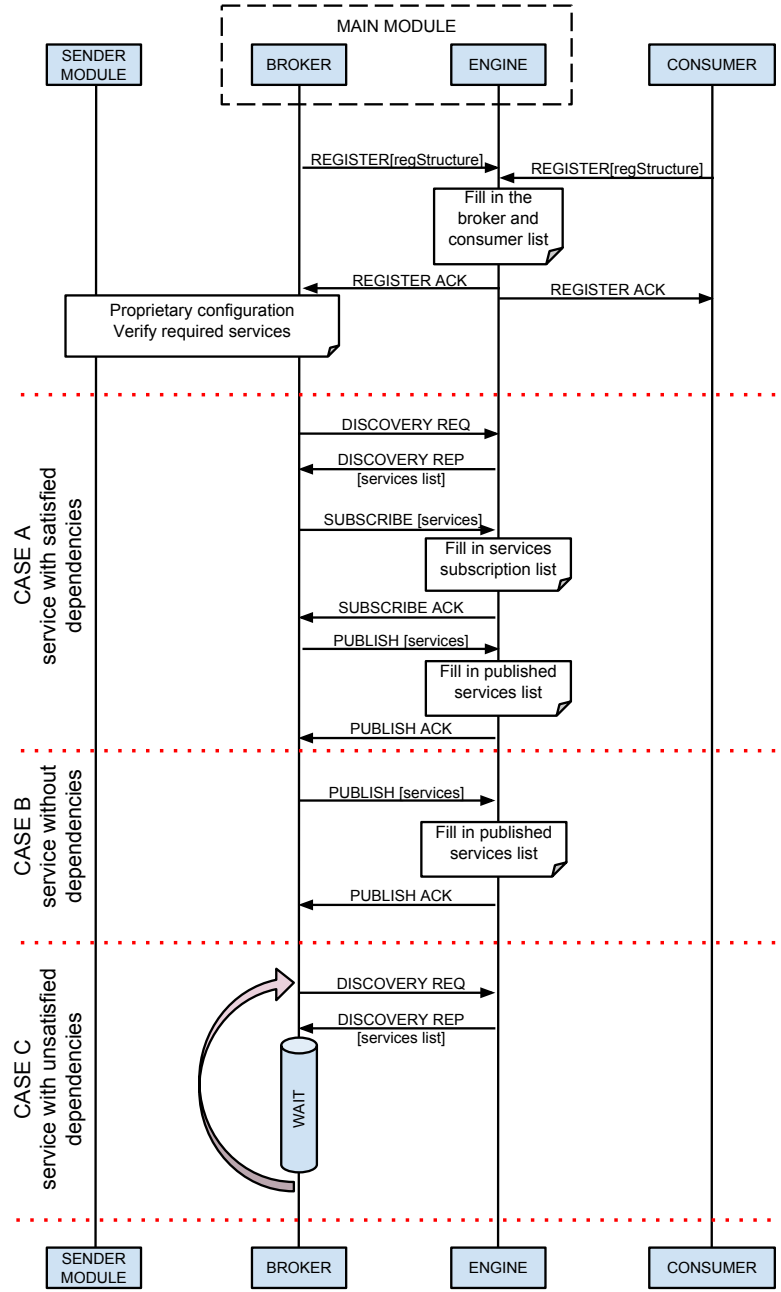 MAIN MODULE
SENDER
MODULE
BROKER
ENGINE
CONSUMER
REGISTER[regStructure]
REGISTER[regStructure]
Fill in the
broker and
consumer list
REGISTER ACK
REGISTER ACK
Proprietary configuration
Verify required services
CASE A
service with satisfied
dependencies
DISCOVERY REQ
DISCOVERY REP
[services list]
SUBSCRIBE [services]
Fill in services
subscription list
SUBSCRIBE ACK
PUBLISH [services]
Fill in published
services list
PUBLISH ACK
CASE B
service without
dependencies
PUBLISH [services]
Fill in published
services list
PUBLISH ACK
CASE C
service with unsatisfied
dependencies
DISCOVERY REQ
DISCOVERY REP
[services list]
WAIT
SENDER
MODULE
BROKER
ENGINE
CONSUMER